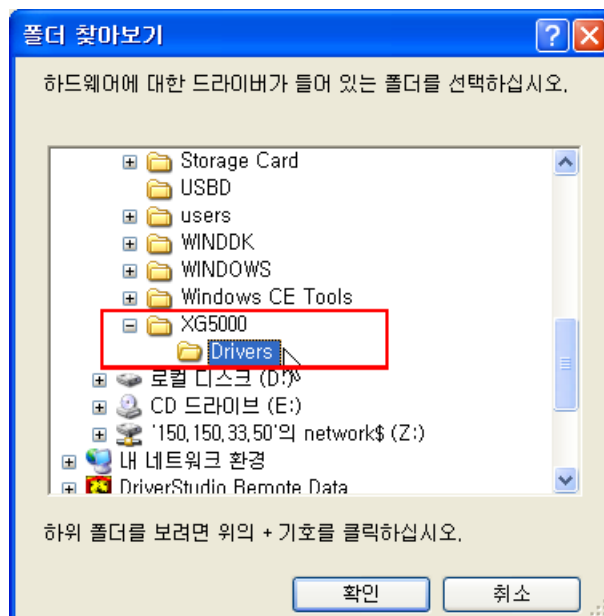 폴더 찾아보기
하드웨어에 대한 드라이버가 들어 있는 폴더를 선택하십시오.
Storage Card
USBD
users
WINDDK
WINDOWS
Windows CE Tools
XG5000
Drivers
로컬 디스크 (D:)
CD 드라이브 (E:)
'150.150.33.50'의 network$ (Z:)
내 네트워크 환경
DriverStudio Remote Data
하위 폴더를 보려면 위의 + 기호를 클릭하십시오.
확인 취소